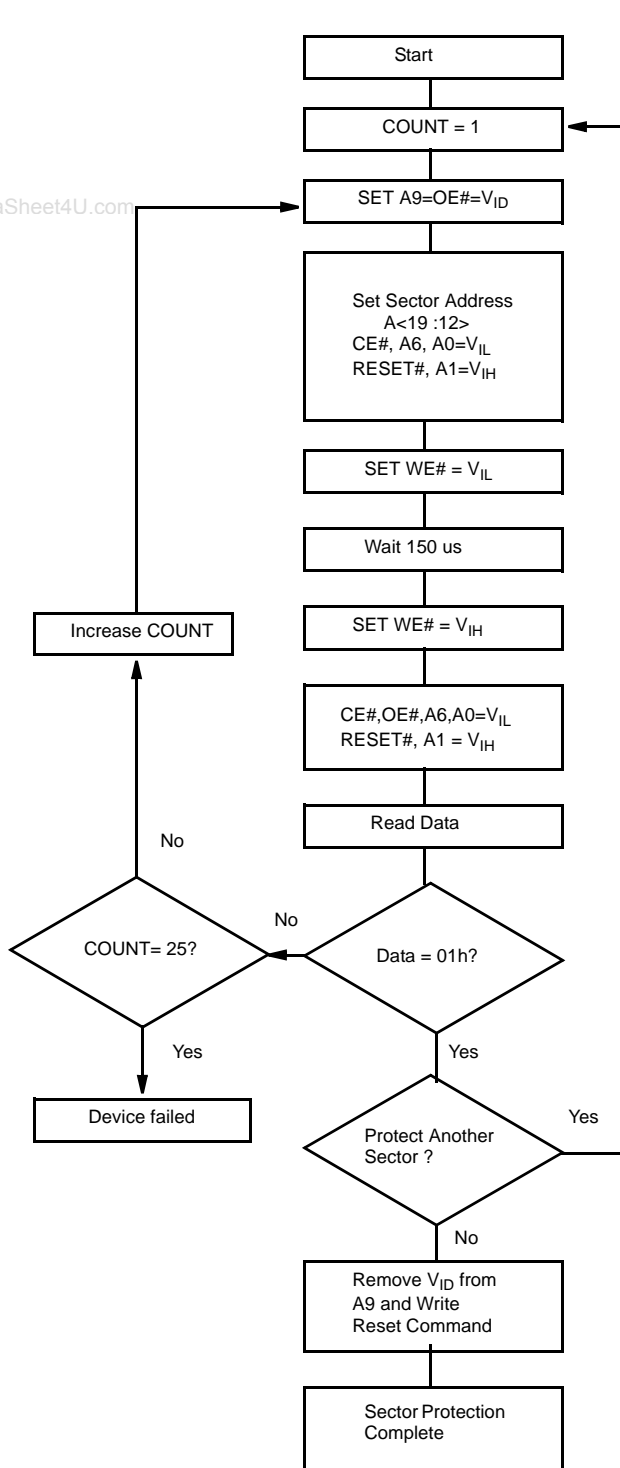 Start
COUNT = 1
aSheet4U.com
SET A9=OE#=VID
Set Sector Address
A<19 :12>
CE#, A6, A0=VIL
RESET#, A1=VIH
SET WE# = VIL
Wait 150 us
Increase COUNT
SET WE# = VIH
CE#,OE#,A6,A0=VIL
RESET#, A1 = VIH
Read Data
No
No
COUNT= 25?
Data = 01h?
Yes
Yes
Device failed
Protect Another
Sector ?
Yes
No
Remove VID from
A9 and Write
Reset Command
Sector Protection
Complete